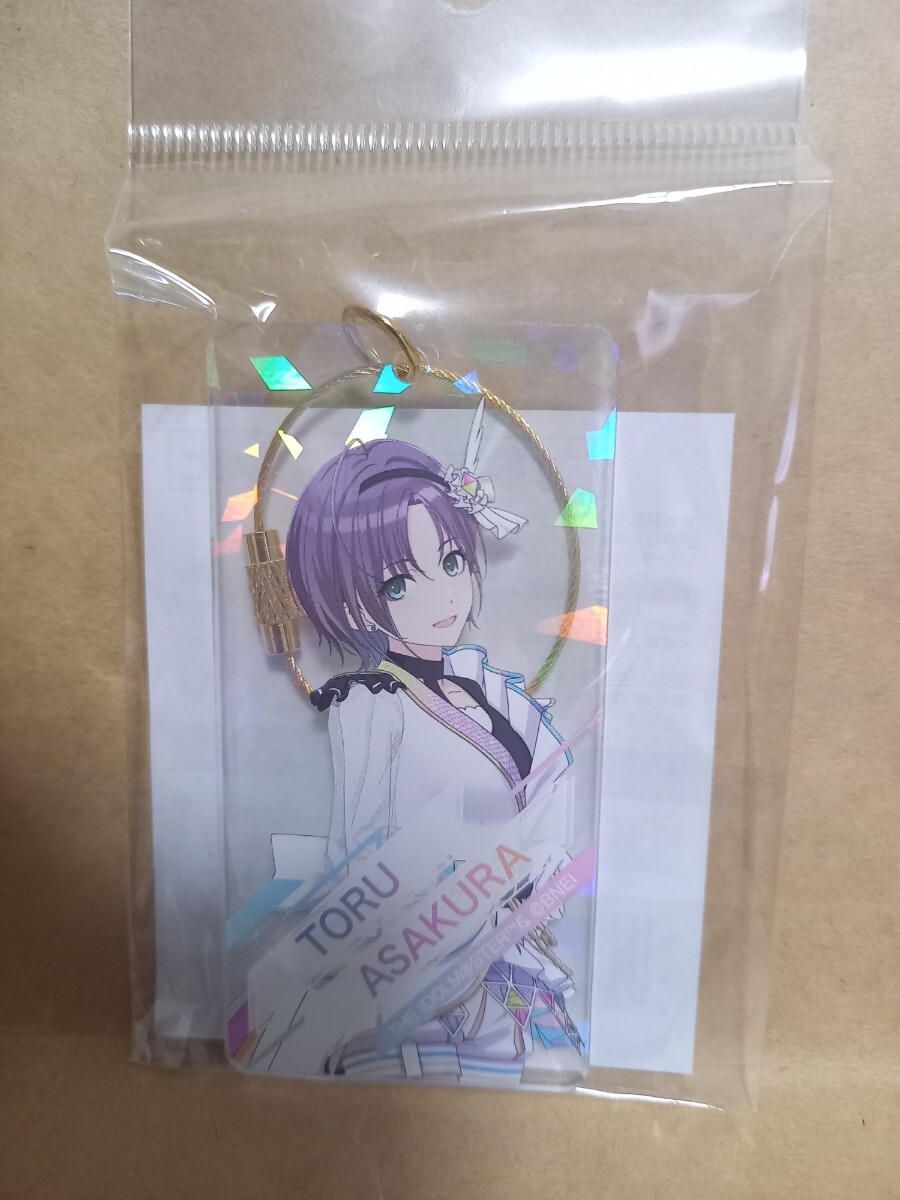 TORU
ASAKURA
THE IDOLM@STER™& ©BNEI